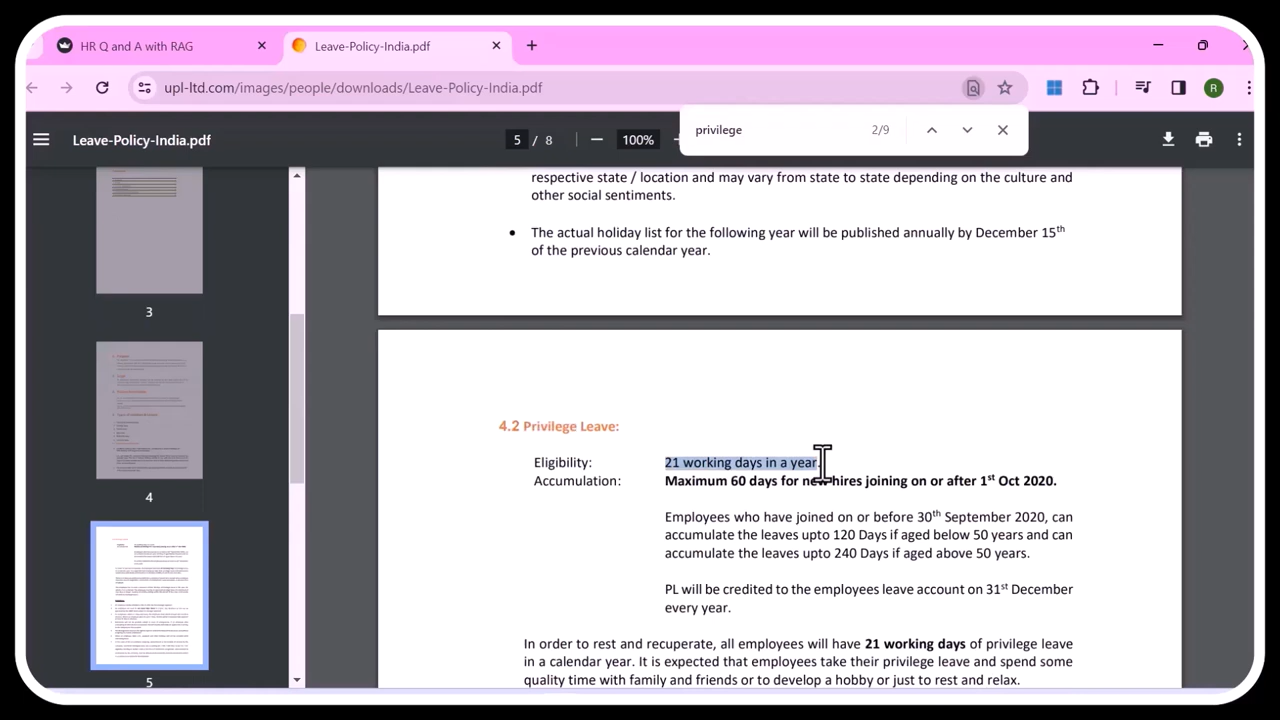 HR Q and A with RAG
Leave-Policy-India.pdf
upl-ltd.com/images/people/downloads/Leave-Policy-India.pdf
R
privilege 2/9
Leave-Policy-India.pdf
5 / 8
100%
3
4
5
respective state / location and may vary from state to state depending on the culture and
other social sentiments.
• The actual holiday list for the following year will be published annually by December 15th
of the previous calendar year.
4.2 Privilege Leave:
Eligibility: 21 working days in a year.
Accumulation: Maximum 60 days for new hires joining on or after 1st Oct 2020.
Employees who have joined on or before 30th September 2020, can
accumulate the leaves upto 120 Days if aged below 50 years and can
accumulate the leaves upto 240 Days if aged above 50 years.
PL will be credited to the employees leave account on 31st December
every year.
In order to rest and recuperate, all employees will have 21 working days of privilege leave
in a calendar year. It is expected that employees take their privilege leave and spend some
quality time with family and friends or to develop a hobby or just to rest and relax.